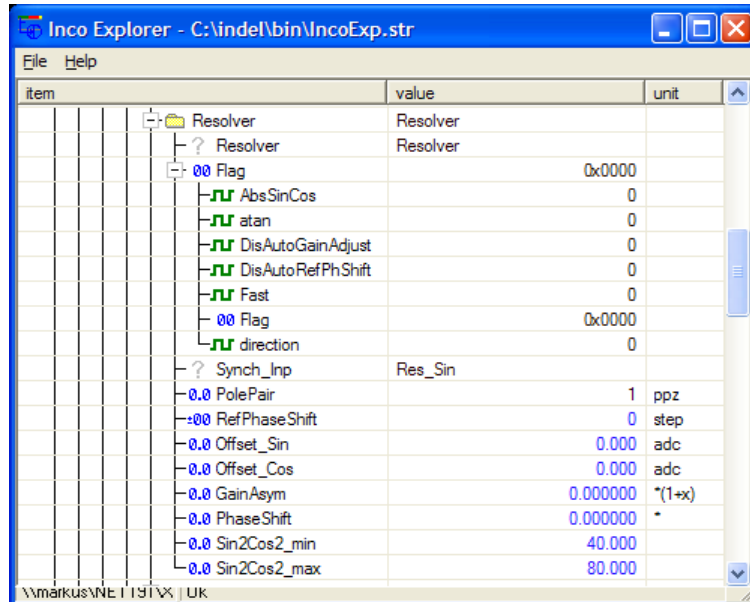 Inco Explorer - C:\indel\bin\IncoExp.str
File Help
item value unit
Resolver Resolver
? Resolver Resolver
00 Flag 0x0000
AbsSinCos 0
atan 0
DisAutoGainAdjust 0
DisAutoRefPhShift 0
Fast 0
00 Flag 0x0000
direction 0
? Synch_Inp Res_Sin
0.0 PolePair 1 ppz
±00 RefPhaseShift 0 step
0.0 Offset_Sin 0.000 adc
0.0 Offset_Cos 0.000 adc
0.0 GainAsym 0.000000 *(1+x)
0.0 PhaseShift 0.000000 *
0.0 Sin2Cos2_min 40.000
0.0 Sin2Cos2_max 80.000
\\markus\NET191\X Ok